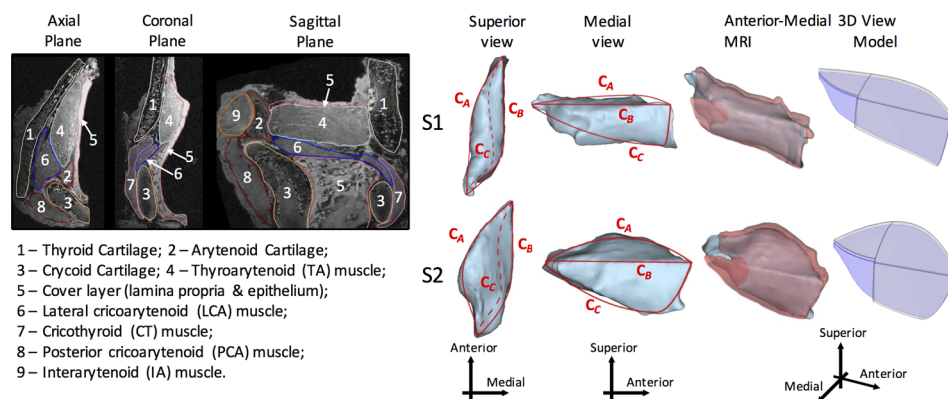 Axial Plane
Coronal Plane
Sagittal Plane
1
4
5
6
2
3
8
1
4
5
6
7
3
5
9
2
4
1
6
8
3
5
3
7
1 – Thyroid Cartilage; 2 – Arytenoid Cartilage;
3 – Crycoid Cartilage; 4 – Thyroarytenoid (TA) muscle;
5 – Cover layer (lamina propria & epithelium);
6 – Lateral cricoarytenoid (LCA) muscle;
7 – Cricothyroid (CT) muscle;
8 – Posterior cricoarytenoid (PCA) muscle;
9 – Interarytenoid (IA) muscle.
Superior view
Medial view
Anterior-Medial 3D View
MRI Model
S1
C_A
C_B
C_C
C_A
C_B
C_C
S2
C_A
C_B
C_C
C_A
C_B
C_C
Anterior
Medial
Superior
Anterior
Superior
Medial
Anterior